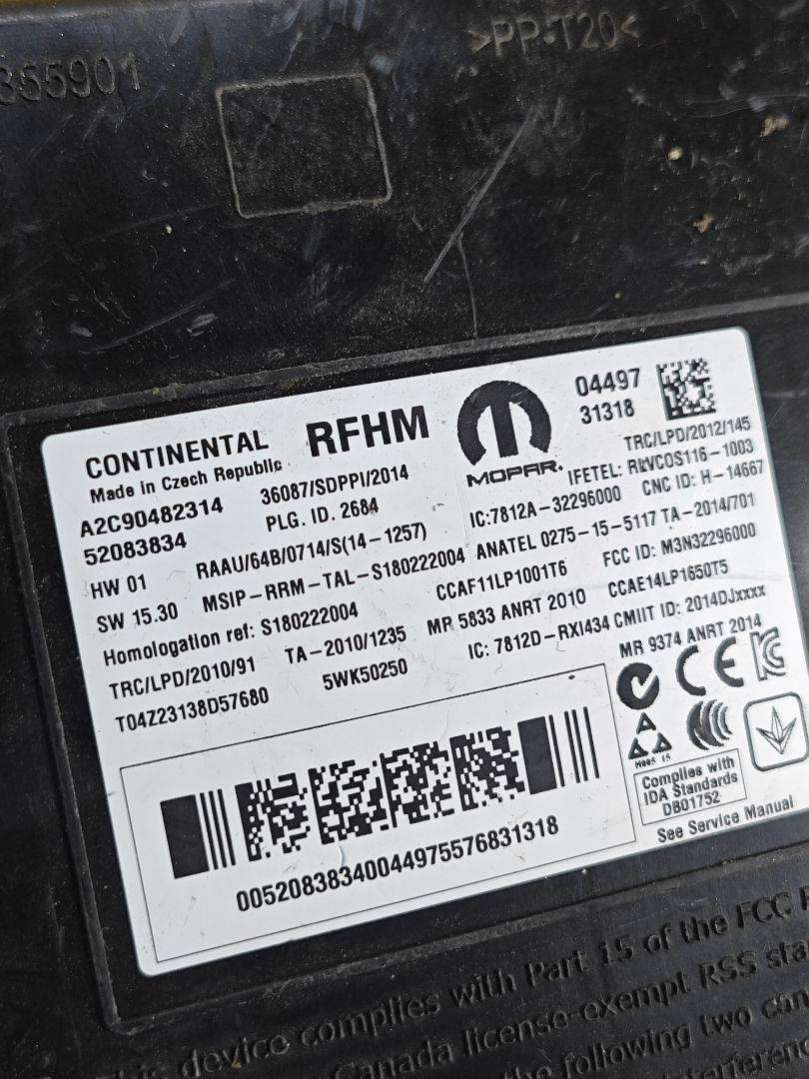 355901
>PP-T20<
CONTINENTAL
Made in Czech Republic
RFHM
MOPAR
04497
31318
A2C90482314
52083834
36087/SDPPI/2014
PLG. ID. 2684
TRC/LPD/2012/145
IFETEL: RLVCOS116-1003
IC:7812A-32296000 CNC ID: H-14667
HW 01 RAAU/64B/0714/S(14-1257)
SW 15.30 MSIP-RRM-TAL-S180222004 ANATEL 0275-15-5117 TA-2014/701
Homologation ref: S180222004 CCAF11LP1001T6 FCC ID: M3N32296000
TRC/LPD/2010/91 TA-2010/1235 MR 5833 ANRT 2010 CCAE14LP1650T5
T04Z23138D57680 5WK50250 IC: 7812D-RXI434 CMIIT ID: 2014DJxxxx
MR 9374 ANRT 2014
CE
Complies with
IDA Standards
DB01752
See Service Manual
0052083834004497557683 1318
This device complies with Part 15 of the FCC
Canada license-exempt RSS
the following two